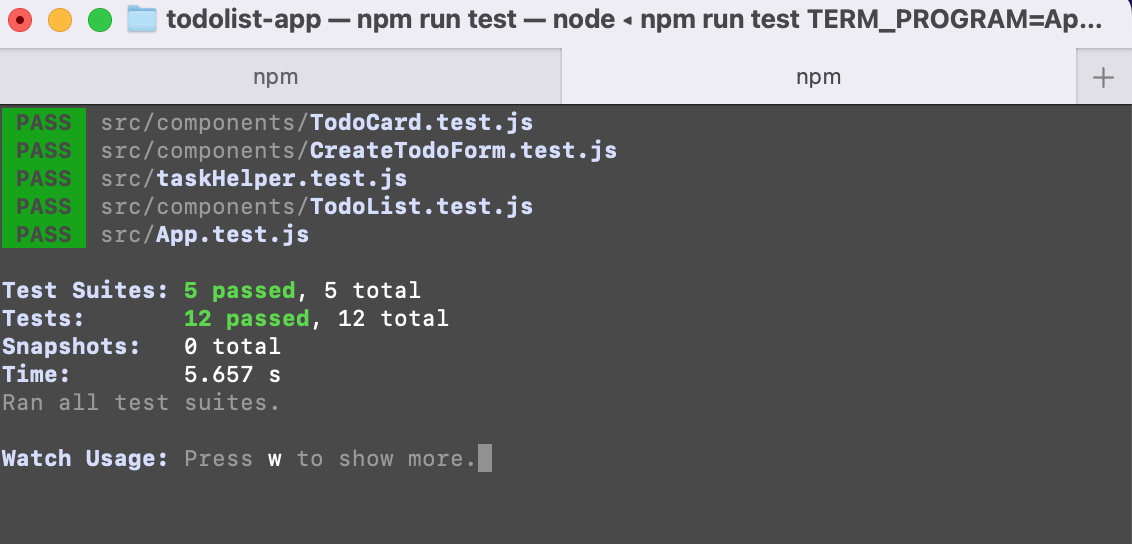 todolist-app — npm run test — node ◂ npm run test TERM_PROGRAM=Ap...
npm npm +
PASS src/components/TodoCard.test.js
PASS src/components/CreateTodoForm.test.js
PASS src/taskHelper.test.js
PASS src/components/TodoList.test.js
PASS src/App.test.js
Test Suites: 5 passed, 5 total
Tests: 12 passed, 12 total
Snapshots: 0 total
Time: 5.657 s
Ran all test suites.
Watch Usage: Press w to show more.